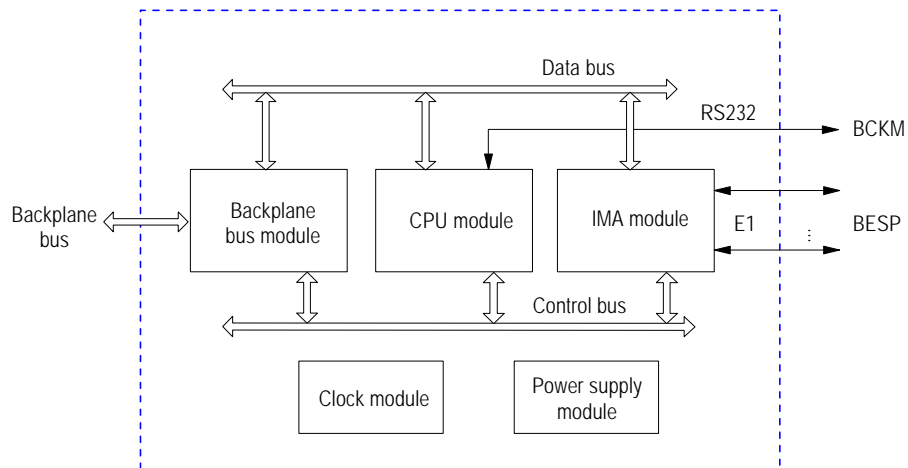 Data bus
RS232
BCKM
Backplane
bus
Backplane
bus module
CPU module
IMA module
E1
...
BESP
Control bus
Clock module
Power supply
module